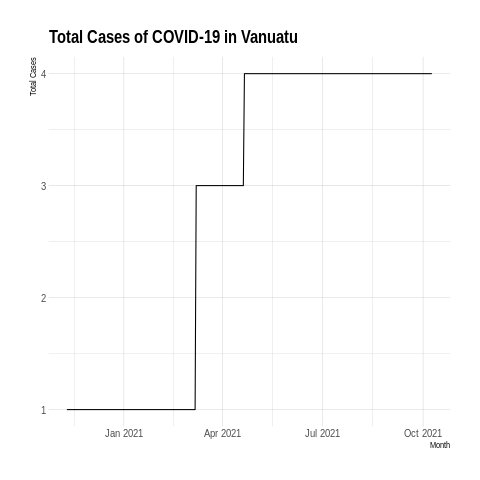 Total Cases of COVID-19 in Vanuatu
Total Cases
4
3
2
1
Jan 2021 Apr 2021 Jul 2021 Oct 2021
Month